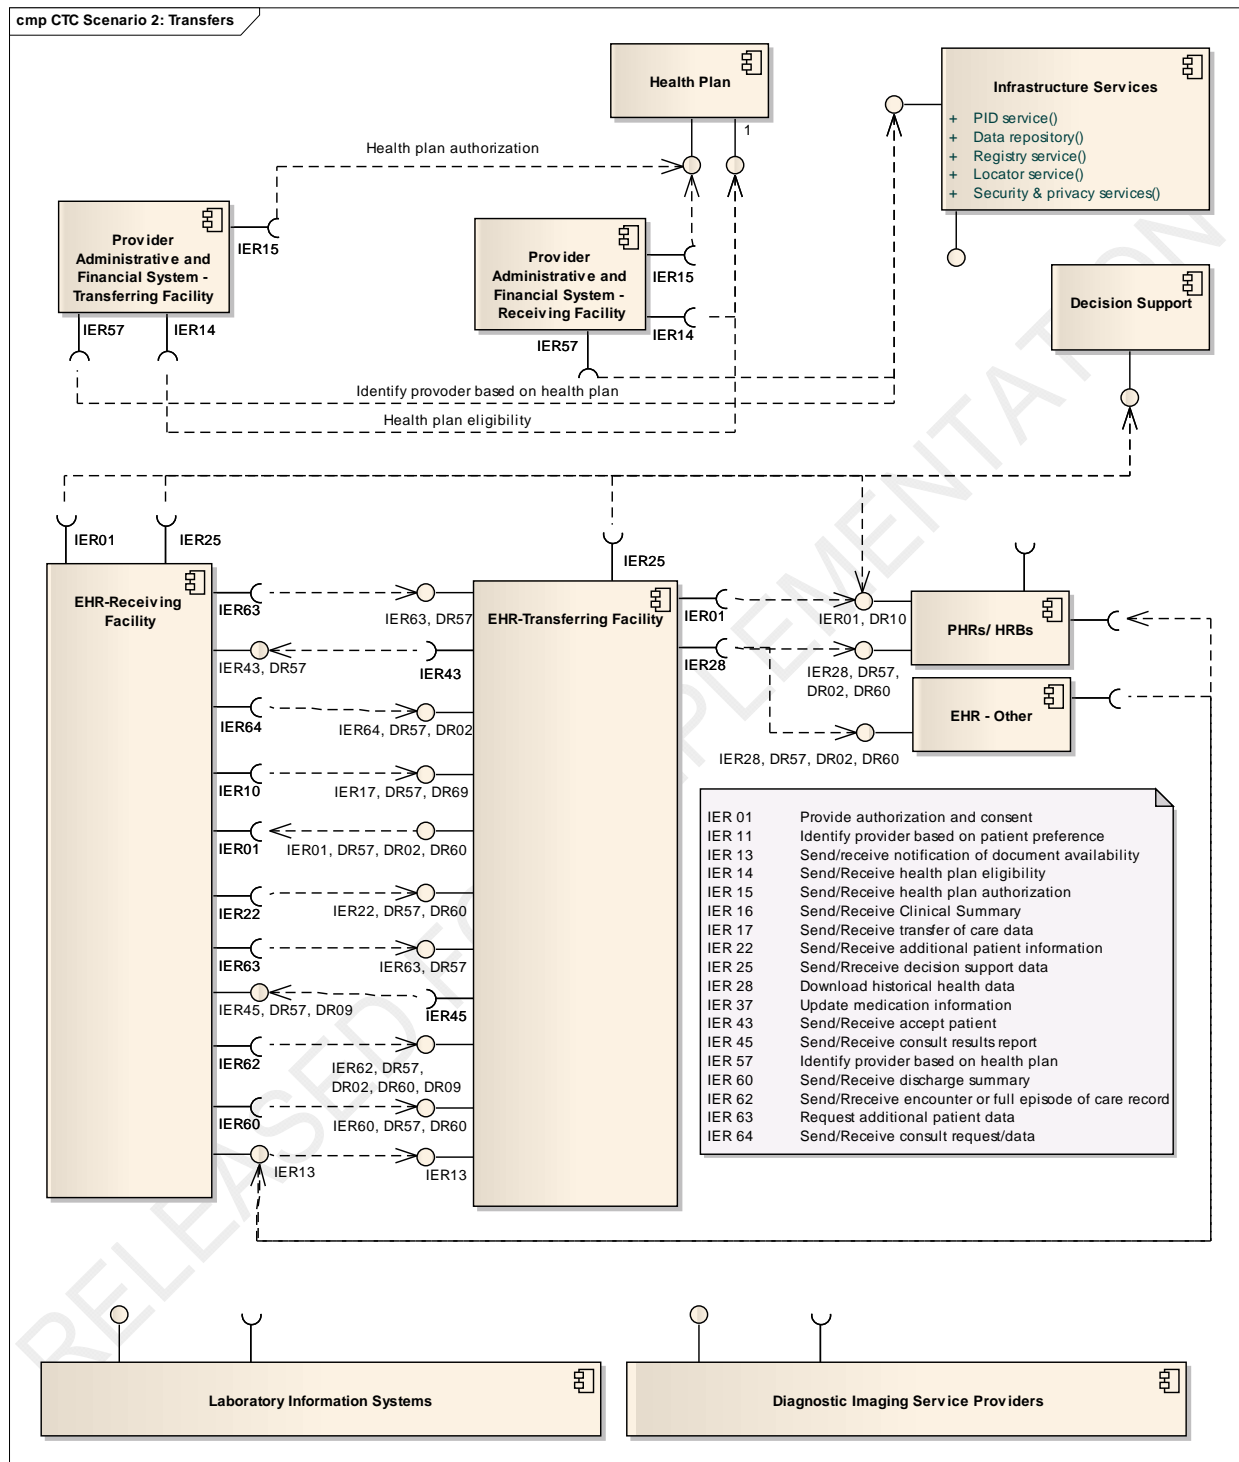 cmp CTC Scenario 2: Transfers
Health Plan
1
Infrastructure Services
+ PID service()
+ Data repository()
+ Registry service()
+ Locator service()
+ Security & privacy services()
Health plan authorization
Provider
Administrative and
Financial System -
Transferring Facility
IER15
IER57
IER14
Provider
Administrative and
Financial System -
Receiving Facility
IER15
IER14
IER57
Decision Support
Identify provoder based on health plan
Health plan eligibility
IER01
IER25
IER25
EHR-Receiving
Facility
EHR-Transferring Facility
PHRs/ HRBs
EHR - Other
IER63
IER63, DR57
IER01
IER01, DR10
IER43, DR57
IER43
IER28
IER28, DR57,
DR02, DR60
IER64
IER64, DR57, DR02
IER28, DR57, DR02, DR60
IER10
IER17, DR57, DR69
IER01
IER01, DR57, DR02, DR60
IER22
IER22, DR57, DR60
IER63
IER63, DR57
IER45, DR57, DR09
IER45
IER62
IER62, DR57,
DR02, DR60, DR09
IER60
IER60, DR57, DR60
IER13
IER13
IER 01 Provide authorization and consent
IER 11 Identify provider based on patient preference
IER 13 Send/receive notification of document availability
IER 14 Send/Receive health plan eligibility
IER 15 Send/Receive health plan authorization
IER 16 Send/Receive Clinical Summary
IER 17 Send/Receive transfer of care data
IER 22 Send/Receive additional patient information
IER 25 Send/Rreceive decision support data
IER 28 Download historical health data
IER 37 Update medication information
IER 43 Send/Receive accept patient
IER 45 Send/Receive consult results report
IER 57 Identify provider based on health plan
IER 60 Send/Receive discharge summary
IER 62 Send/Rreceive encounter or full episode of care record
IER 63 Request additional patient data
IER 64 Send/Receive consult request/data
Laboratory Information Systems
Diagnostic Imaging Service Providers